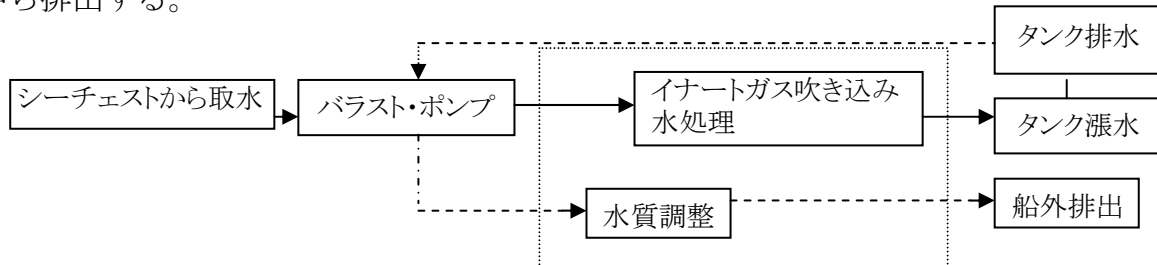 ら排出する。
タンク排水
シーチェストから取水
バラスト・ポンプ
イナートガス吹き込み
水処理
タンク漲水
水質調整
船外排出